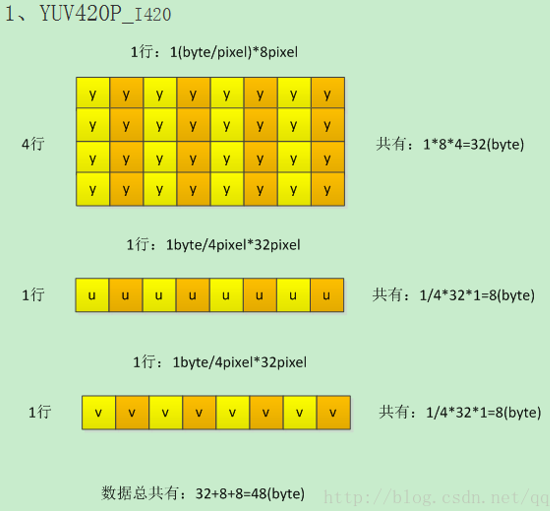 1、YUV420P_I420
1行：1(byte/pixel)*8pixel
y y y y y y y y
4行
y y y y y y y y
共有：1*8*4=32(byte)
y y y y y y y y
y y y y y y y y
1行：1byte/4pixel*32pixel
1行
u u u u u u u u
共有：1/4*32*1=8(byte)
1行：1byte/4pixel*32pixel
1行
v v v v v v v v
共有：1/4*32*1=8(byte)
数据总共有：32+8+8=48(byte)
http://blog.csdn.net/qq